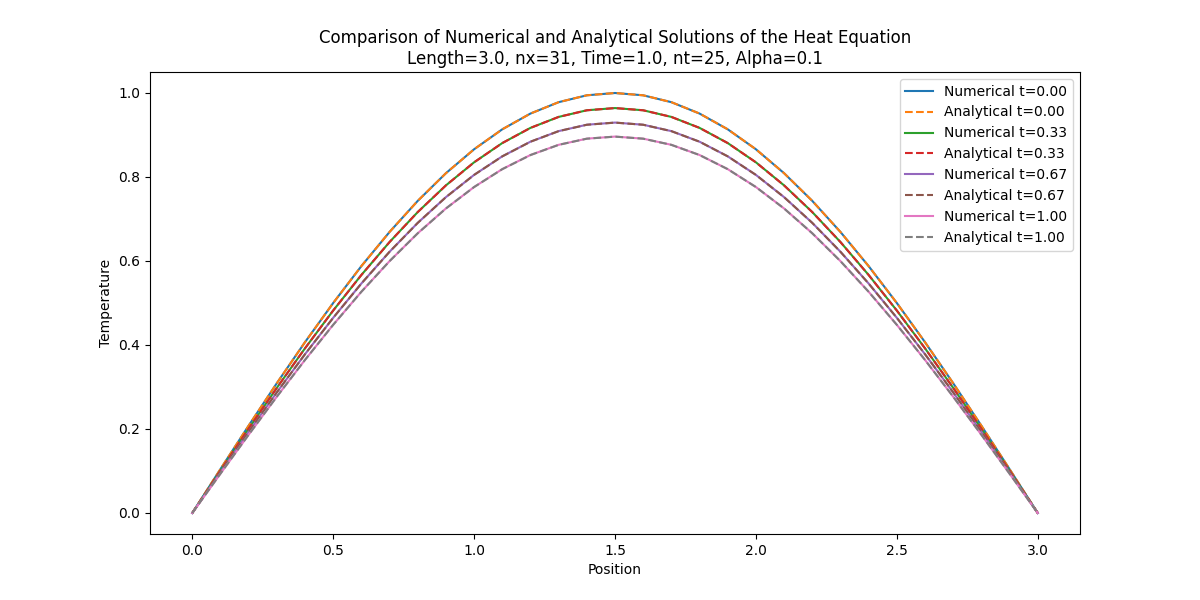 Comparison of Numerical and Analytical Solutions of the Heat Equation
Length=3.0, nx=31, Time=1.0, nt=25, Alpha=0.1
Numerical t=0.00
Analytical t=0.00
Numerical t=0.33
Analytical t=0.33
Numerical t=0.67
Analytical t=0.67
Numerical t=1.00
Analytical t=1.00
Temperature
1.0
0.8
0.6
0.4
0.2
0.0
0.0 0.5 1.0 1.5 2.0 2.5 3.0
Position